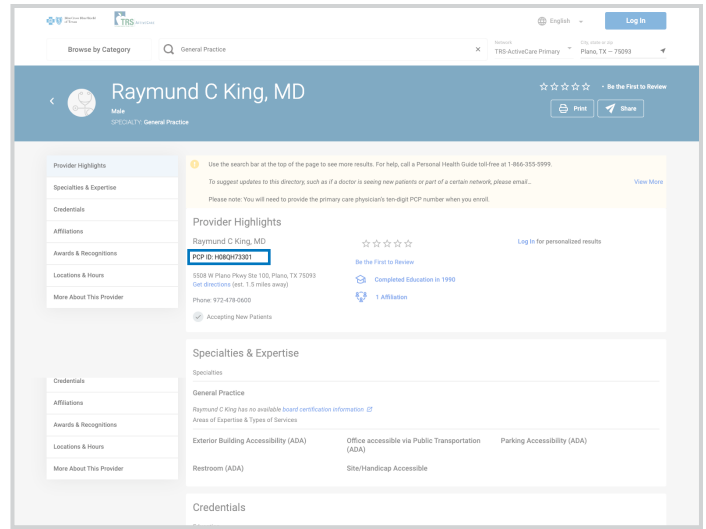 BlueCross BlueShield
of Texas
TRS ActiveCare
English
Log In
Browse by Category
General Practice
×
Network
TRS-ActiveCare Primary
City, state or zip
Plano, TX — 75093
Raymund C King, MD
Male
SPECIALTY: General Practice
• Be the First to Review
Print
Share
Provider Highlights
Specialties & Expertise
Credentials
Affiliations
Awards & Recognitions
Locations & Hours
More About This Provider
Use the search bar at the top of the page to see more results. For help, call a Personal Health Guide toll-free at 1-866-355-5999.
To suggest updates to this directory, such as if a doctor is seeing new patients or part of a certain network, please email...
View More
Please note: You will need to provide the primary care physician's ten-digit PCP number when you enroll.
Provider Highlights
Raymund C King, MD
PCP ID: H08QH73301
5508 W Plano Pkwy Ste 100, Plano, TX 75093
Get directions (est. 1.5 miles away)
Phone: 972-478-0600
Accepting New Patients
Be the First to Review
Completed Education in 1990
1 Affiliation
Log in for personalized results
Specialties & Expertise
Specialties
General Practice
Raymund C King has no available board certification information
Areas of Expertise & Types of Services
Exterior Building Accessibility (ADA)
Office accessible via Public Transportation
(ADA)
Parking Accessibility (ADA)
Restroom (ADA)
Site/Handicap Accessible
Credentials
Affiliations
Awards & Recognitions
Locations & Hours
More About This Provider
Credentials